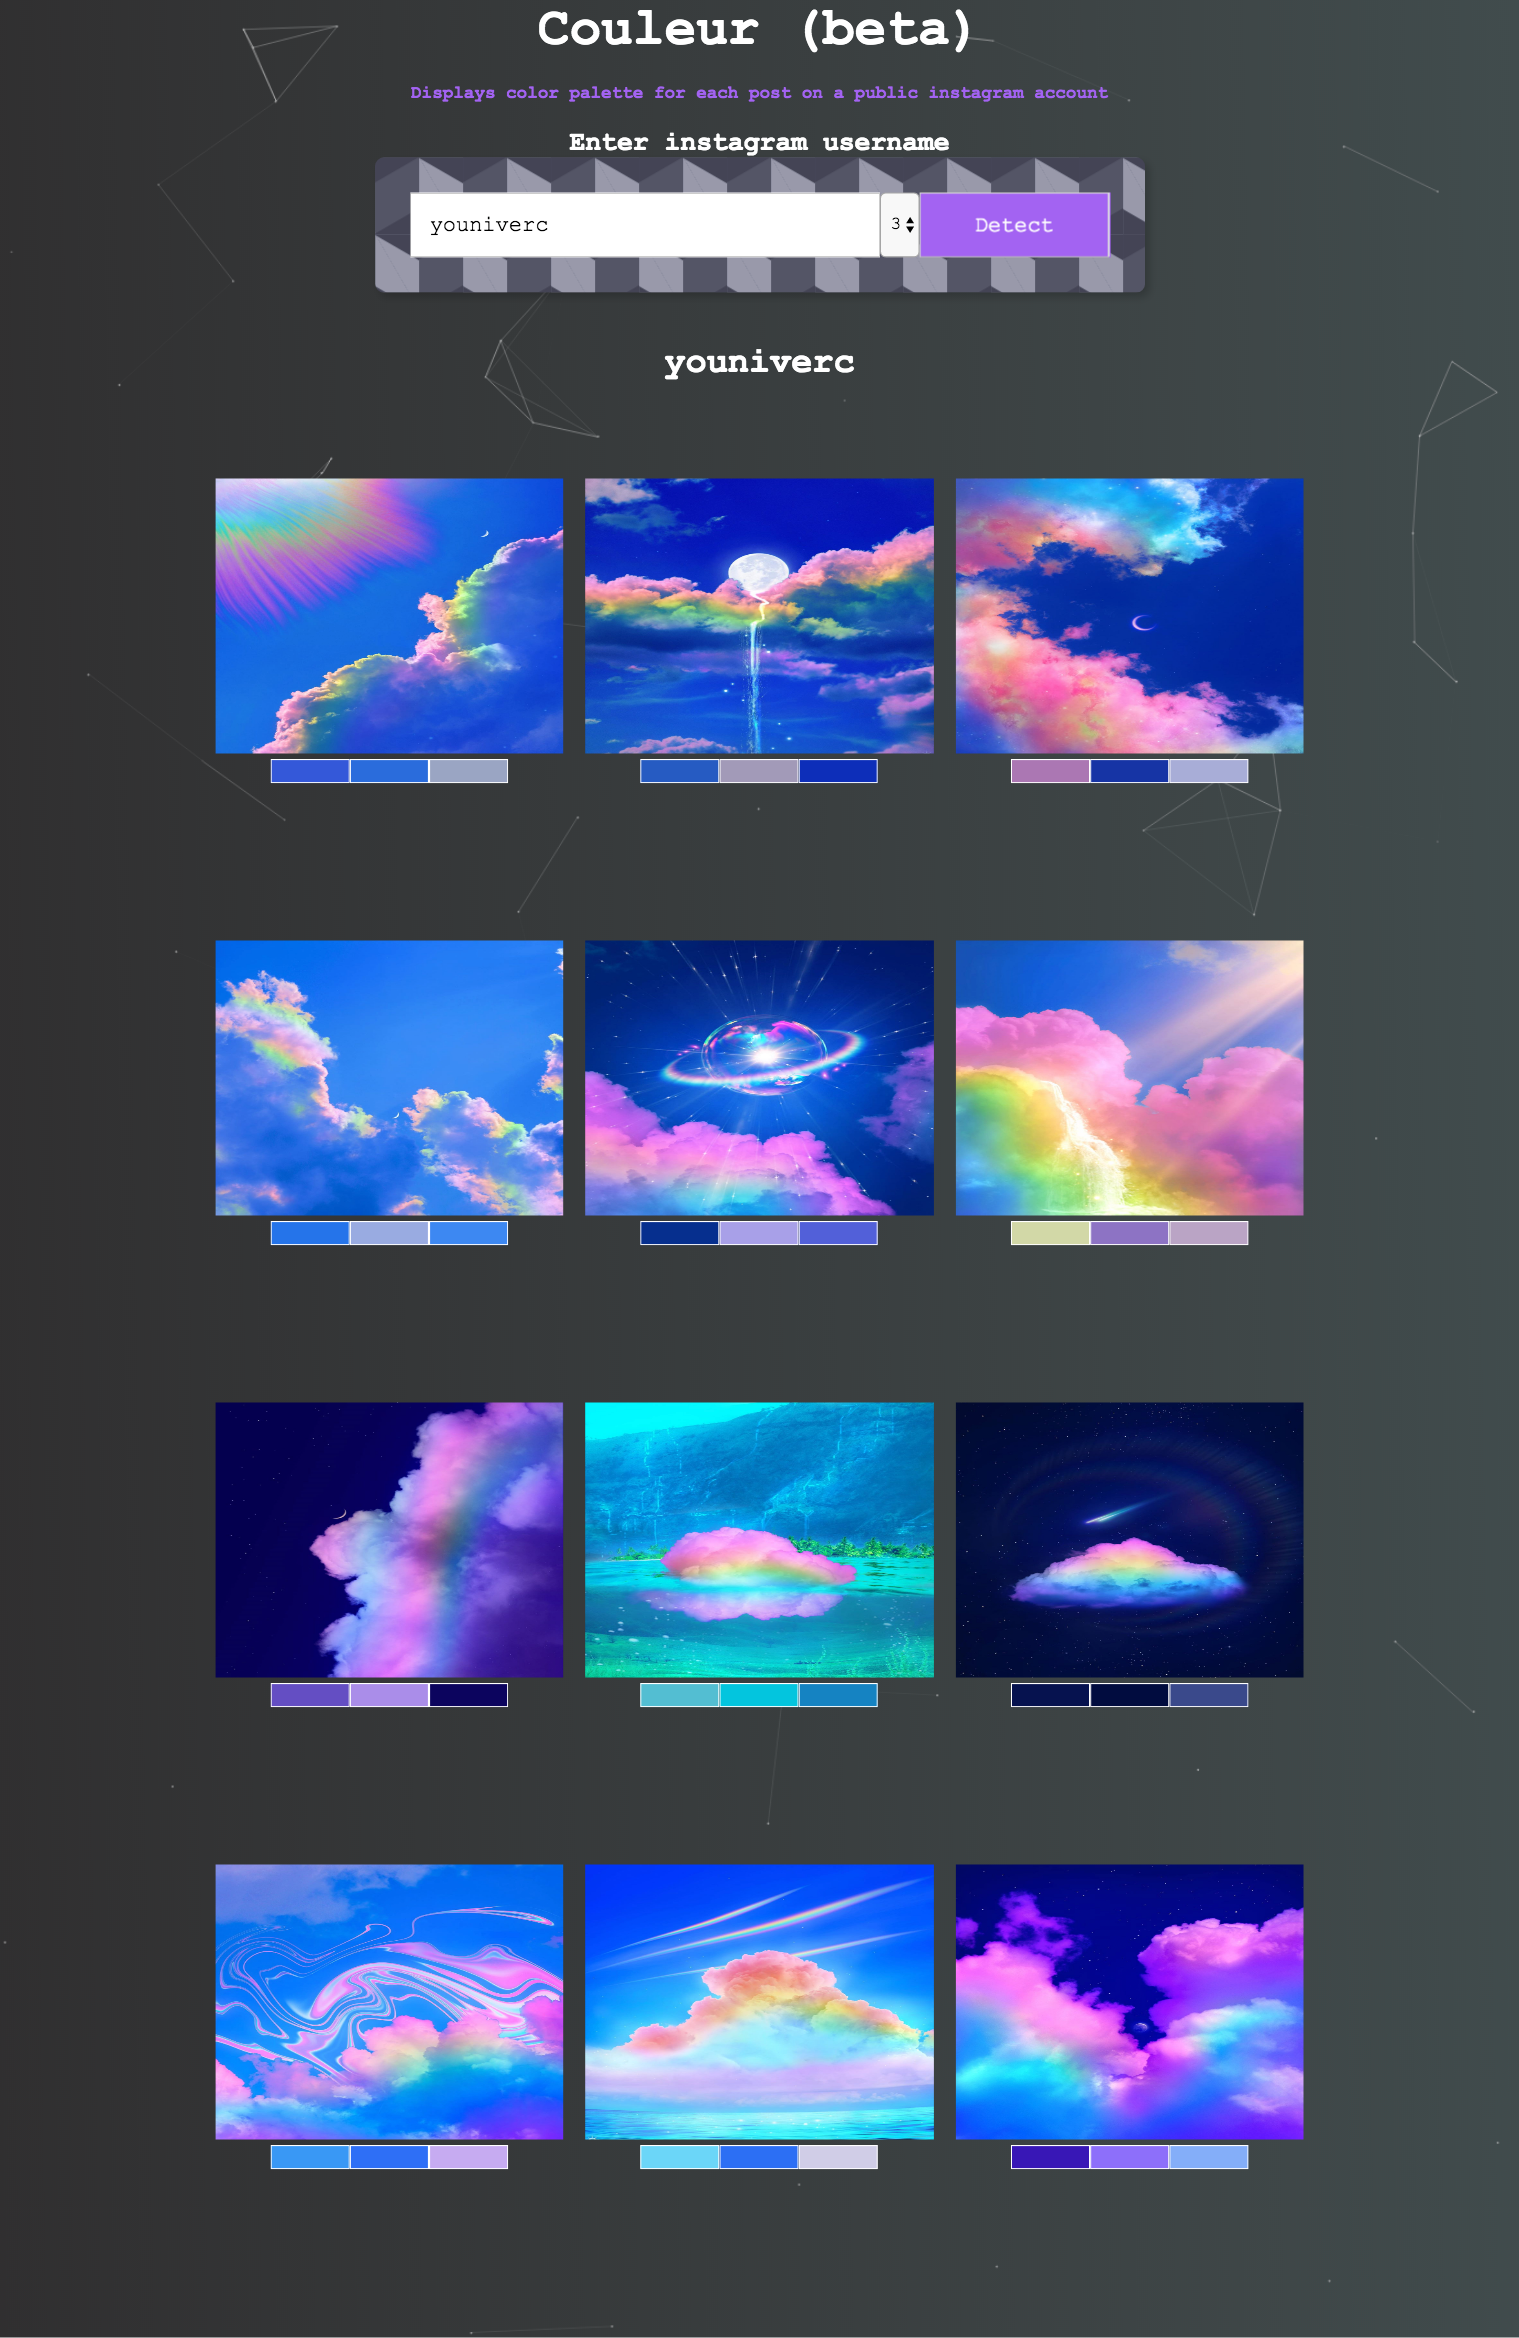 Couleur (beta)
Displays color palette for each post on a public instagram account
Enter instagram username
youniverc 3 Detect
youniverc